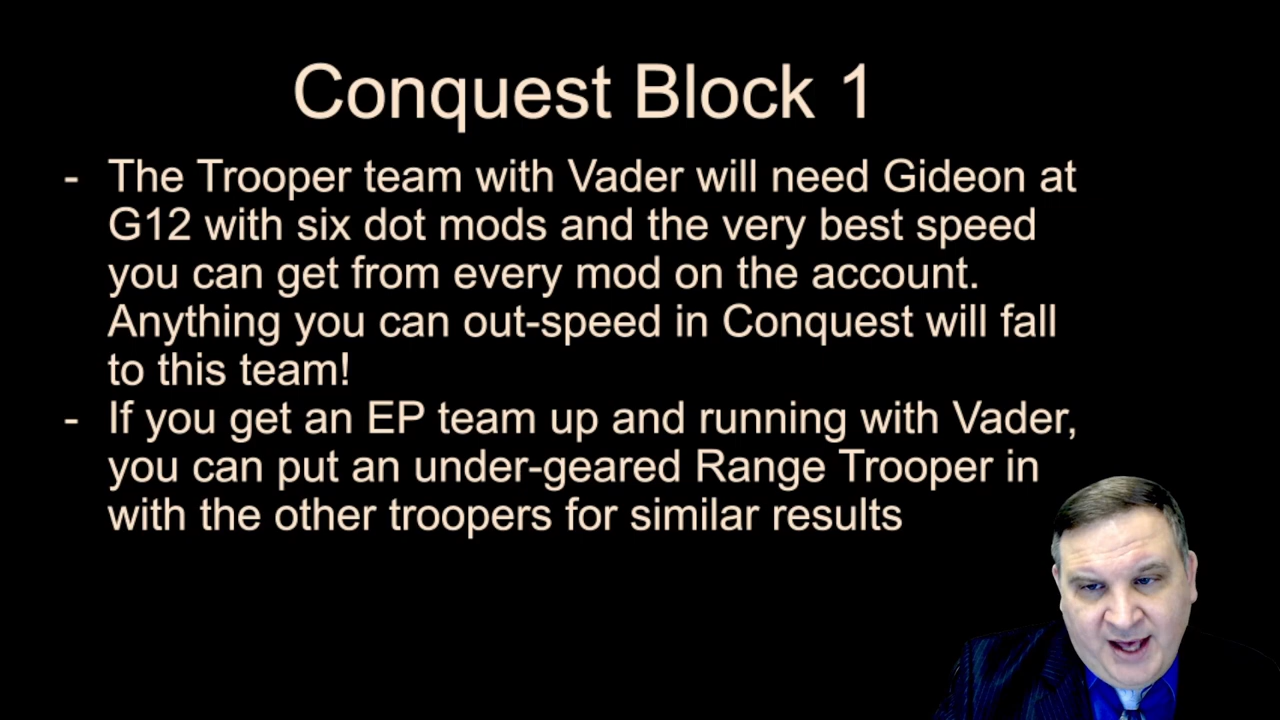 Conquest Block 1
- The Trooper team with Vader will need Gideon at
G12 with six dot mods and the very best speed
you can get from every mod on the account.
Anything you can out-speed in Conquest will fall
to this team!
- If you get an EP team up and running with Vader,
you can put an under-geared Range Trooper in
with the other troopers for similar results